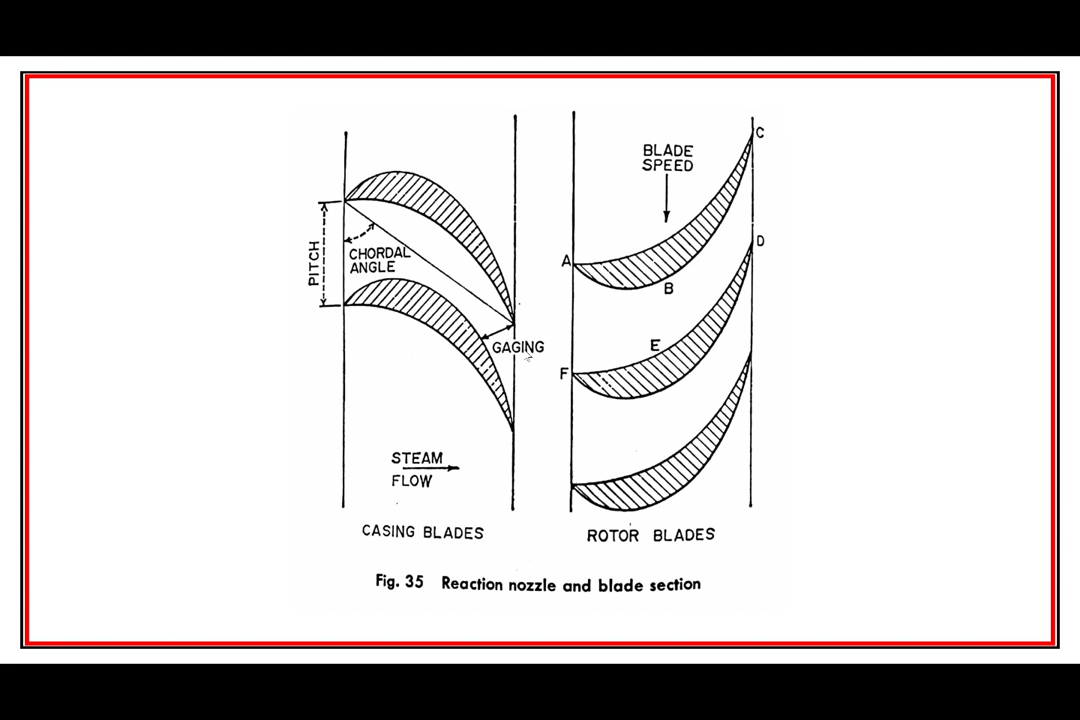 PITCH
CHORDAL
ANGLE
GAGING
STEAM
FLOW
CASING BLADES
BLADE
SPEED
A
B
C
D
E
F
ROTOR BLADES
Fig. 35 Reaction nozzle and blade section